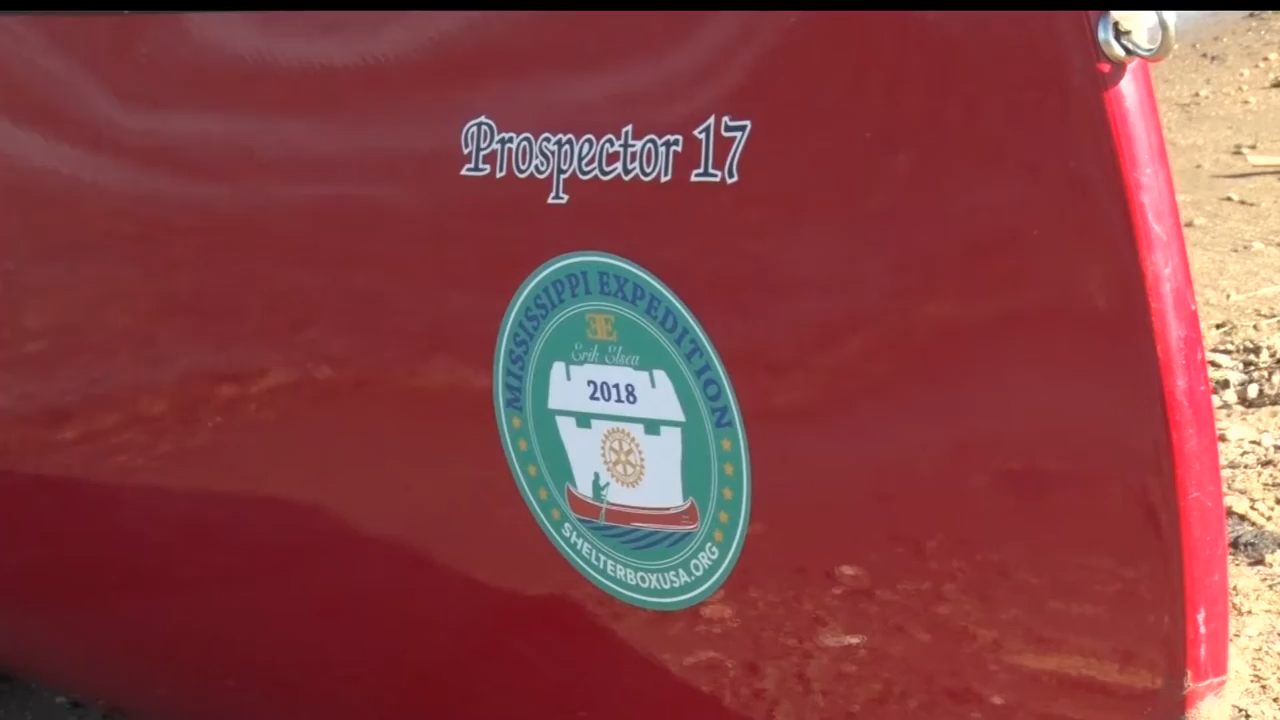 Prospector 17
MISSISSIPPI EXPEDITION
EE
Erik Elsea
2018
SHELTERBOXUSA.ORG